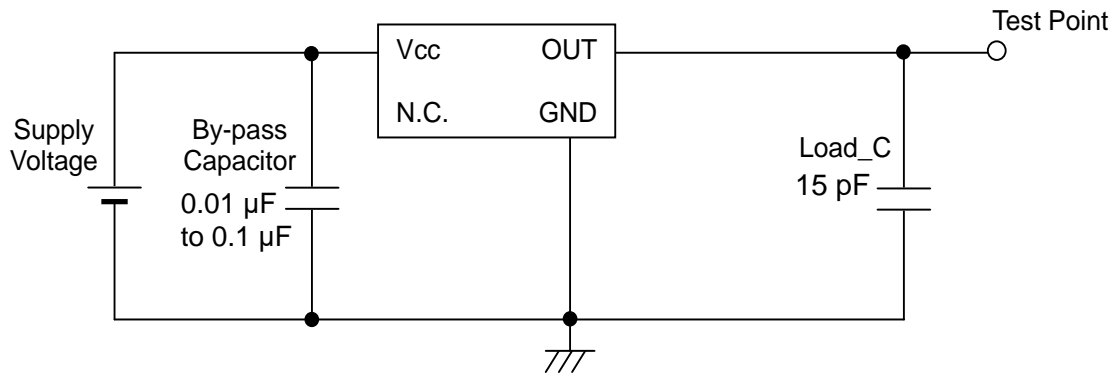 Test Point
Vcc
OUT
N.C.
GND
Supply
Voltage
By-pass
Capacitor
0.01 µF
to 0.1 µF
Load_C
15 pF